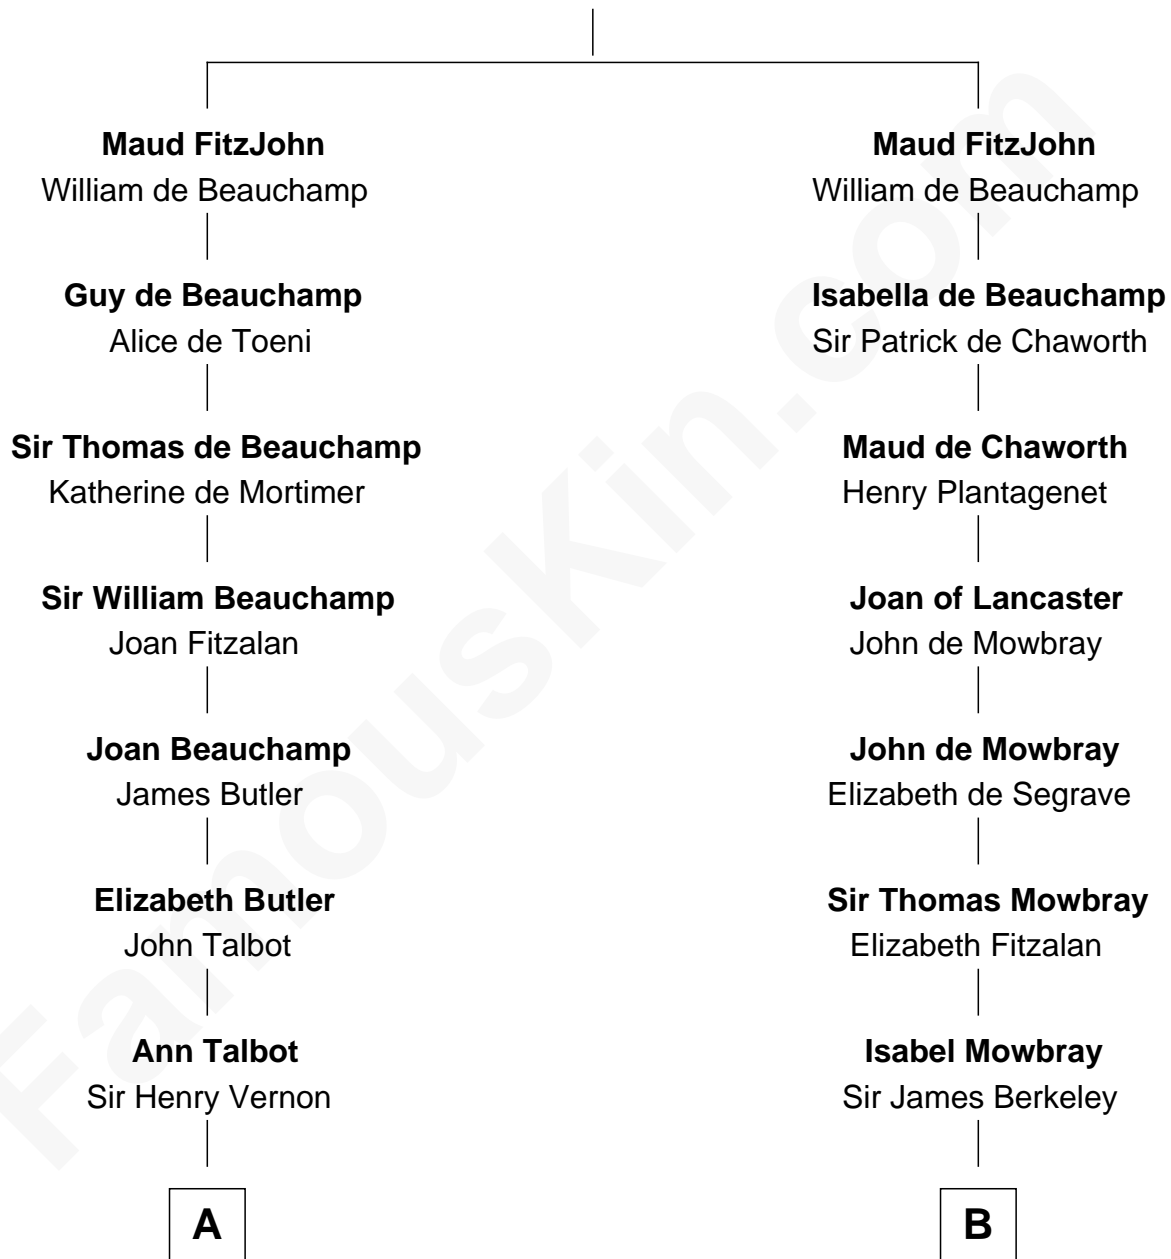 Maud FitzJohn
William de Beauchamp
Guy de Beauchamp
Alice de Toeni
Sir Thomas de Beauchamp
Katherine de Mortimer
Sir William Beauchamp
Joan Fitzalan
Joan Beauchamp
James Butler
Elizabeth Butler
John Talbot
Ann Talbot
Sir Henry Vernon
A
Maud FitzJohn
William de Beauchamp
Isabella de Beauchamp
Sir Patrick de Chaworth
Maud de Chaworth
Henry Plantagenet
Joan of Lancaster
John de Mowbray
John de Mowbray
Elizabeth de Segrave
Sir Thomas Mowbray
Elizabeth Fitzalan
Isabel Mowbray
Sir James Berkeley
B
FamousKin.com